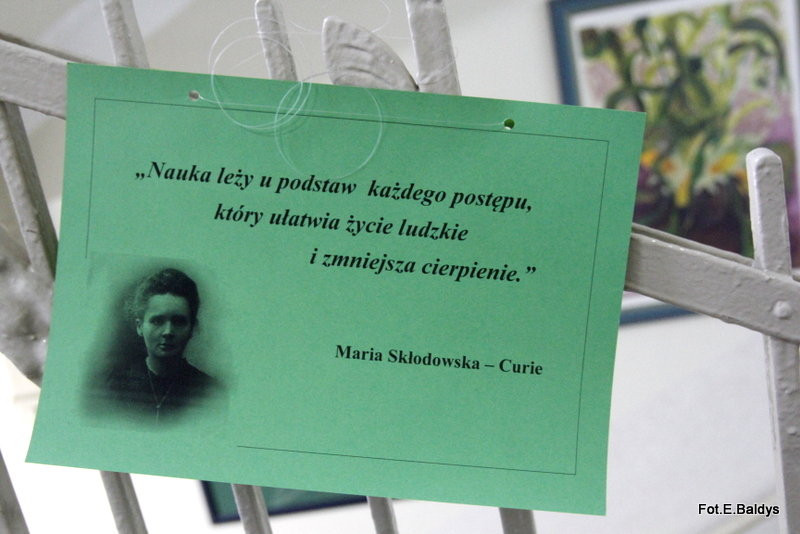 „Nauka leży u podstaw każdego postępu,
który ułatwia życie ludzkie
i zmniejsza cierpienie.”
Maria Skłodowska – Curie
Fot.E.Baldys